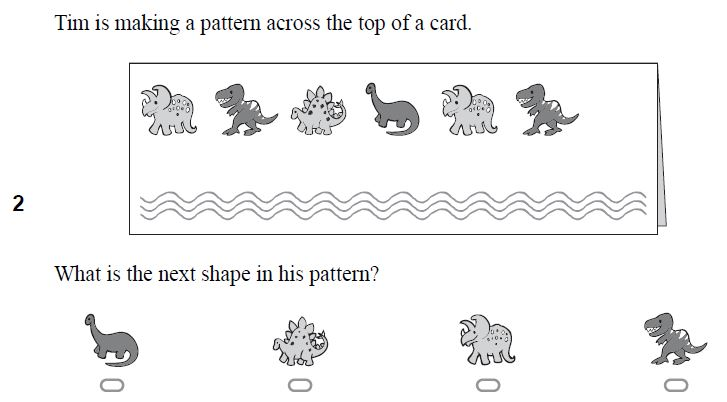 Tim is making a pattern across the top of a card.
2
What is the next shape in his pattern?